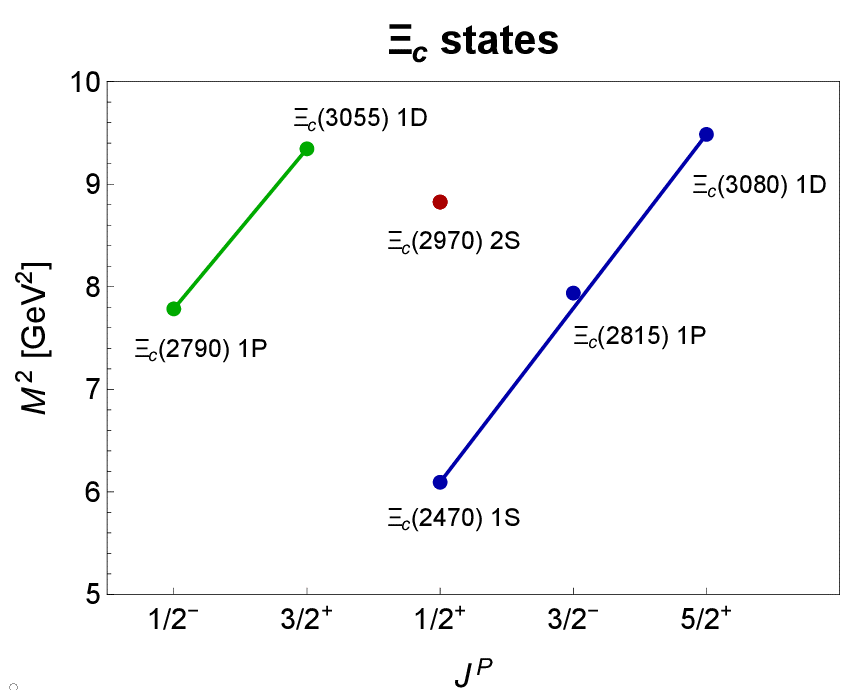 Ξc states
10
Ξc(3055) 1D
9
Ξc(3080) 1D
Ξc(2970) 2S
8
Ξc(2790) 1P
Ξc(2815) 1P
M² [GeV²]
7
6
Ξc(2470) 1S
5
1/2⁻ 3/2⁺ 1/2⁺ 3/2⁻ 5/2⁺
Jᴾ